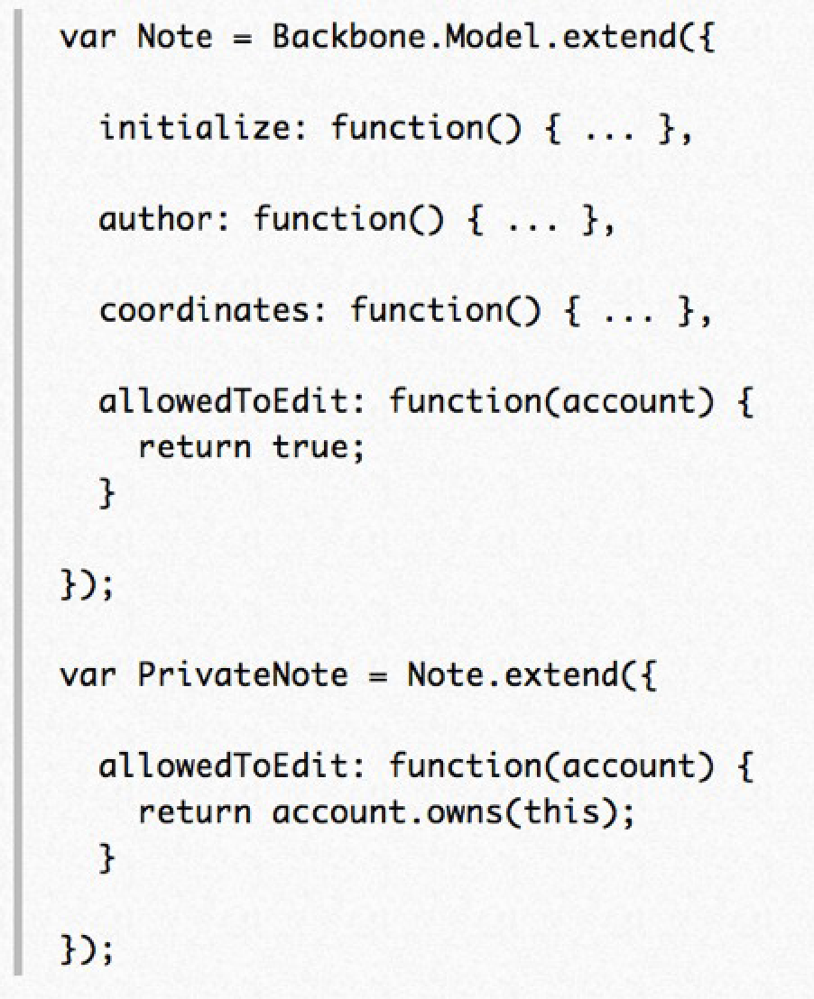 var Note = Backbone.Model.extend({
initialize: function() { ... },
author: function() { ... },
coordinates: function() { ... },
allowedToEdit: function(account) {
return true;
}
});
var PrivateNote = Note.extend({
allowedToEdit: function(account) {
return account.owns(this);
}
});